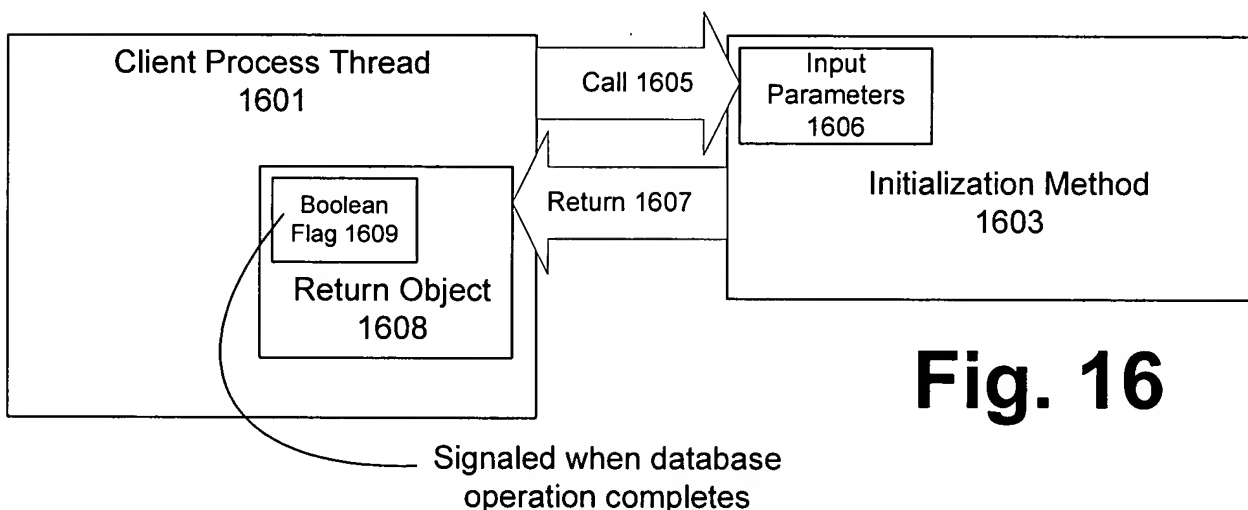 Client Process Thread
1601
Call 1605
Input
Parameters
1606
Boolean
Flag 1609
Return Object
1608
Return 1607
Initialization Method
1603
Fig. 16
Signaled when database
operation completes